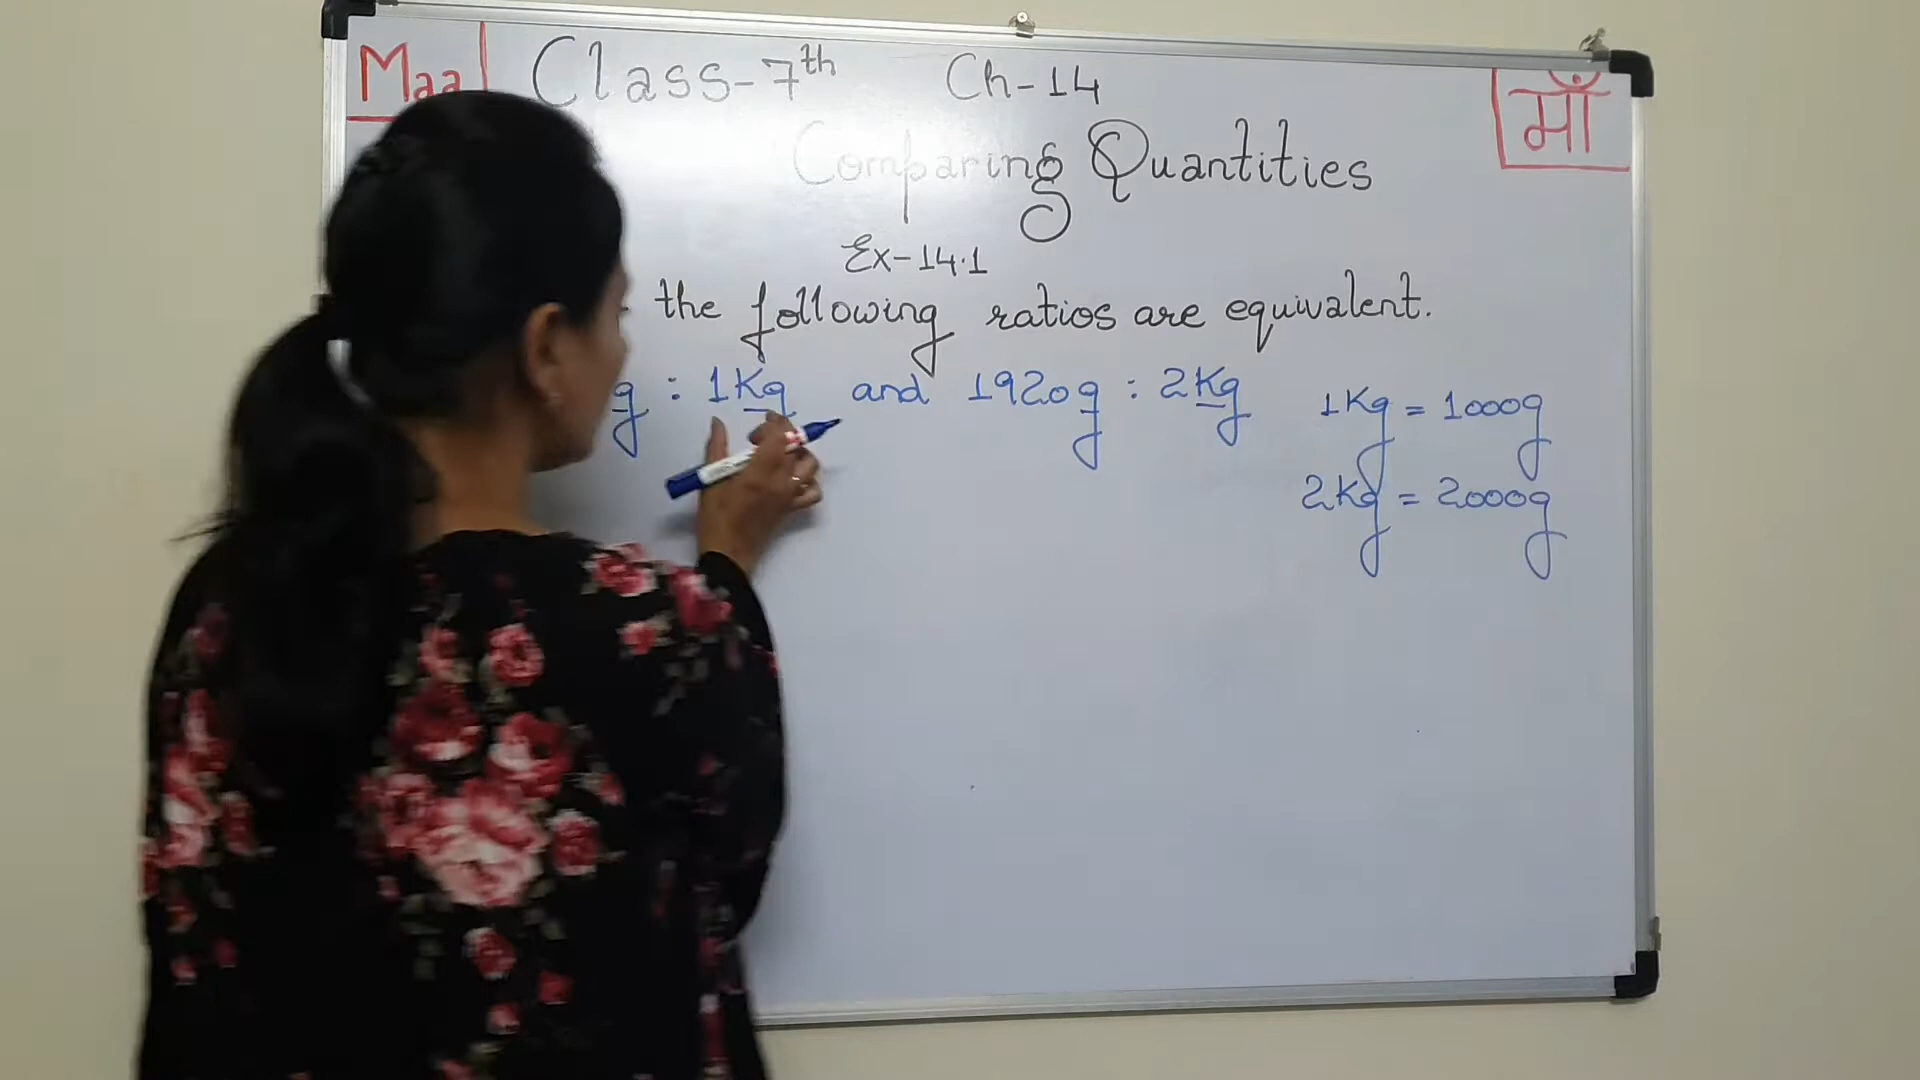 Maa Class-7th Ch-14 माँ
Comparing Quantities
Ex-14.1
the following ratios are equivalent.
g : 1Kg and 1920g : 2Kg 1Kg = 1000g
2Kg = 2000g